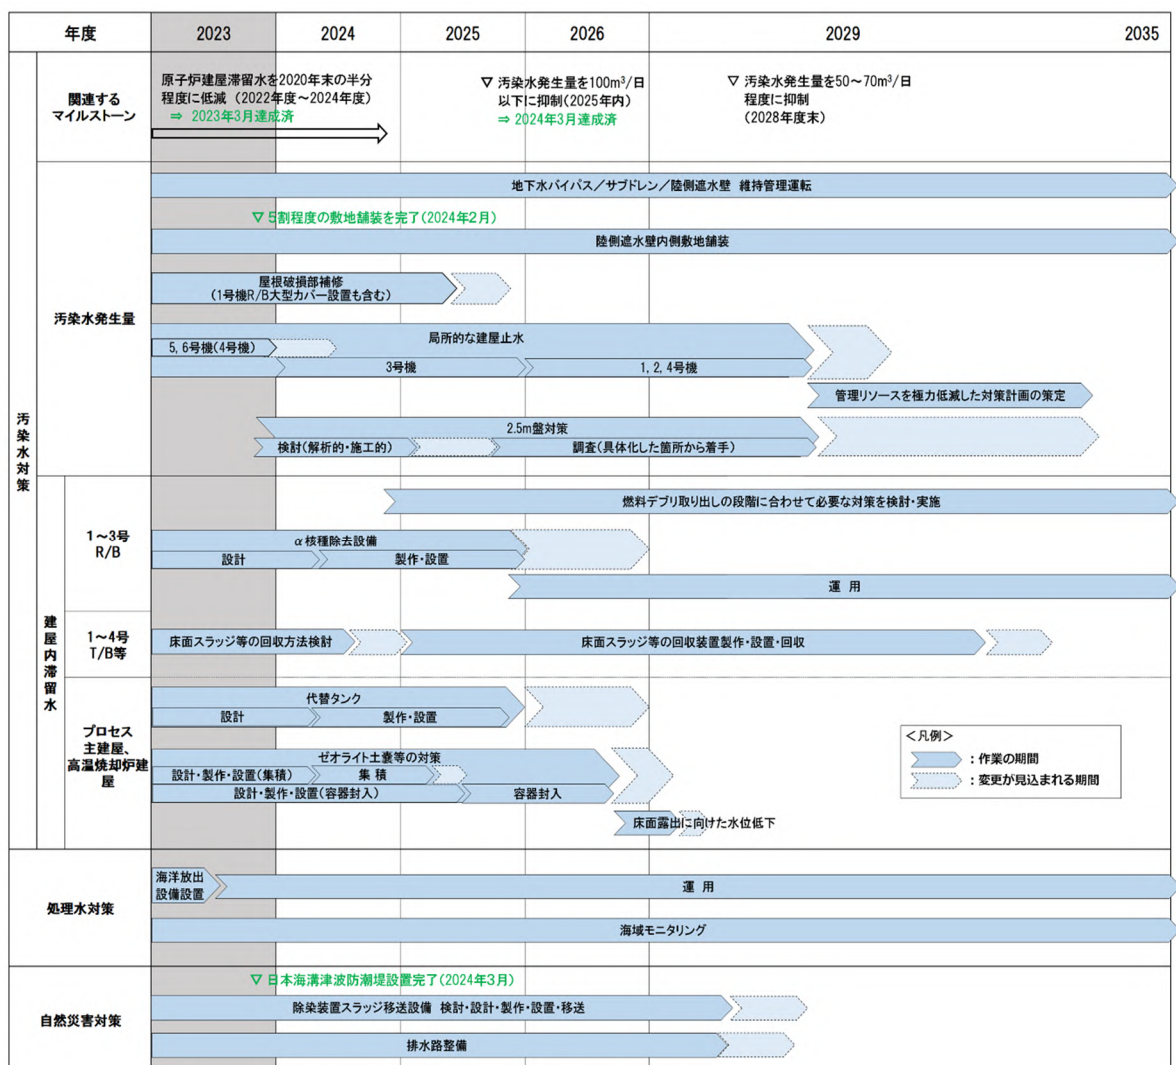 年度
2023
2024
2025
2026
2029
2035
汚染水対策
関連する
マイルストーン
原子炉建屋滞留水を2020年末の半分
程度に低減 (2022年度～2024年度)
⇒ 2023年3月達成済
▽ 汚染水発生量を100m³/日
以下に抑制(2025年内)
⇒ 2024年3月達成済
▽ 汚染水発生量を50～70m³/日
程度に抑制
(2028年度末)
汚染水発生量
地下水バイパス／サブドレン／陸側遮水壁 維持管理運転
▽ 5割程度の敷地舗装を完了(2024年2月)
陸側遮水壁内側敷地舗装
屋根破損部補修
(1号機R/B大型カバー設置も含む)
局所的な建屋止水
5, 6号機(4号機)
3号機
1, 2, 4号機
管理リソースを極力低減した対策計画の策定
2.5m盤対策
検討(解析的・施工的)
調査(具体化した箇所から着手)
建屋内滞留水
1～3号
R/B
燃料デブリ取り出しの段階に合わせて必要な対策を検討・実施
α核種除去設備
設計
製作・設置
運 用
1～4号
T/B等
床面スラッジ等の回収方法検討
床面スラッジ等の回収装置製作・設置・回収
プロセス
主建屋、
高温焼却炉建
屋
代替タンク
設計
製作・設置
ゼオライト土嚢等の対策
設計・製作・設置(集積)
集 積
設計・製作・設置(容器封入)
容器封入
床面露出に向けた水位低下
＜凡例＞
：作業の期間
：変更が見込まれる期間
処理水対策
海洋放出
設備設置
運 用
海域モニタリング
自然災害対策
▽ 日本海溝津波防潮堤設置完了(2024年3月)
除染装置スラッジ移送設備 検討・設計・製作・設置・移送
排水路整備